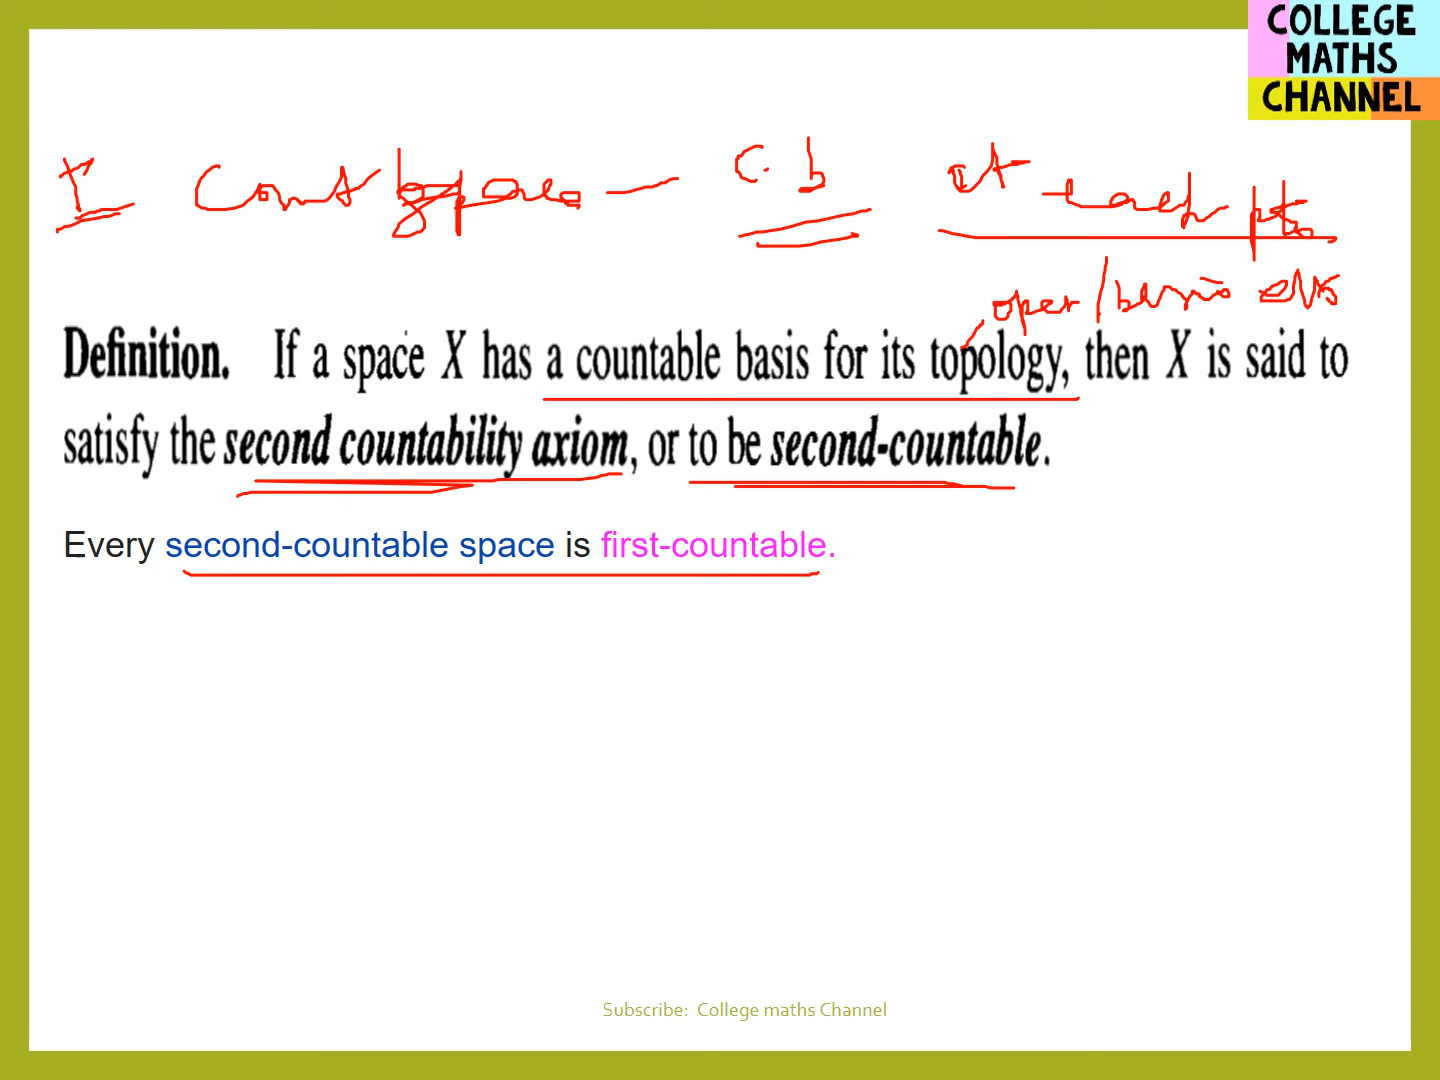 COLLEGE
MATHS
CHANNEL
I Count space — C.b at each pt.
open/basis elts
Definition. If a space X has a countable basis for its topology, then X is said to
satisfy the second countability axiom, or to be second-countable.
Every second-countable space is first-countable.
Subscribe: College maths Channel